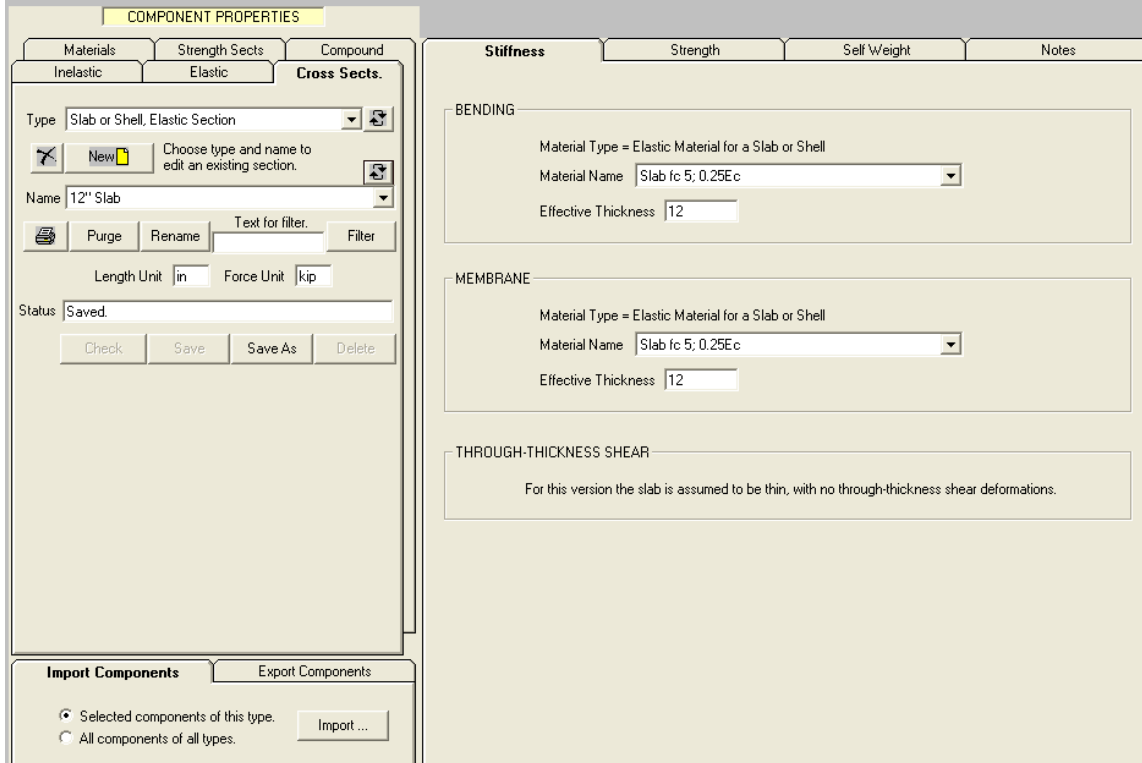 COMPONENT PROPERTIES
Materials Strength Sects Compound
Inelastic Elastic Cross Sects.
Type Slab or Shell, Elastic Section
New Choose type and name to
edit an existing section.
Name 12" Slab
Text for filter.
Purge Rename Filter
Length Unit in Force Unit kip
Status Saved.
Check Save Save As Delete
Import Components Export Components
Selected components of this type.
All components of all types.
Import ...
Stiffness Strength Self Weight Notes
BENDING
Material Type = Elastic Material for a Slab or Shell
Material Name Slab fc 5; 0.25Ec
Effective Thickness 12
MEMBRANE
Material Type = Elastic Material for a Slab or Shell
Material Name Slab fc 5; 0.25Ec
Effective Thickness 12
THROUGH-THICKNESS SHEAR
For this version the slab is assumed to be thin, with no through-thickness shear deformations.